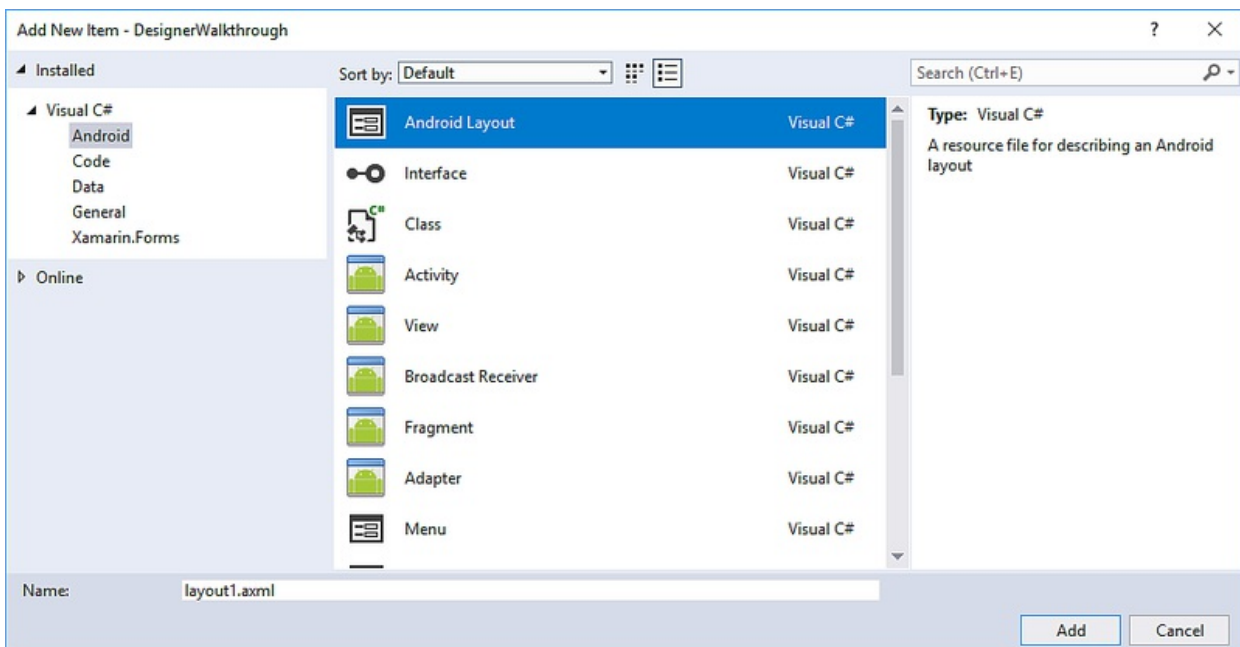 Add New Item - DesignerWalkthrough
?
Installed
Sort by: Default
Search (Ctrl+E)
Visual C#
Android
Code
Data
General
Xamarin.Forms
Online
Android Layout Visual C#
Interface Visual C#
C#
Class Visual C#
Activity Visual C#
View Visual C#
Broadcast Receiver Visual C#
Fragment Visual C#
Adapter Visual C#
Menu Visual C#
Type: Visual C#
A resource file for describing an Android
layout
Name: layout1.axml
Add Cancel